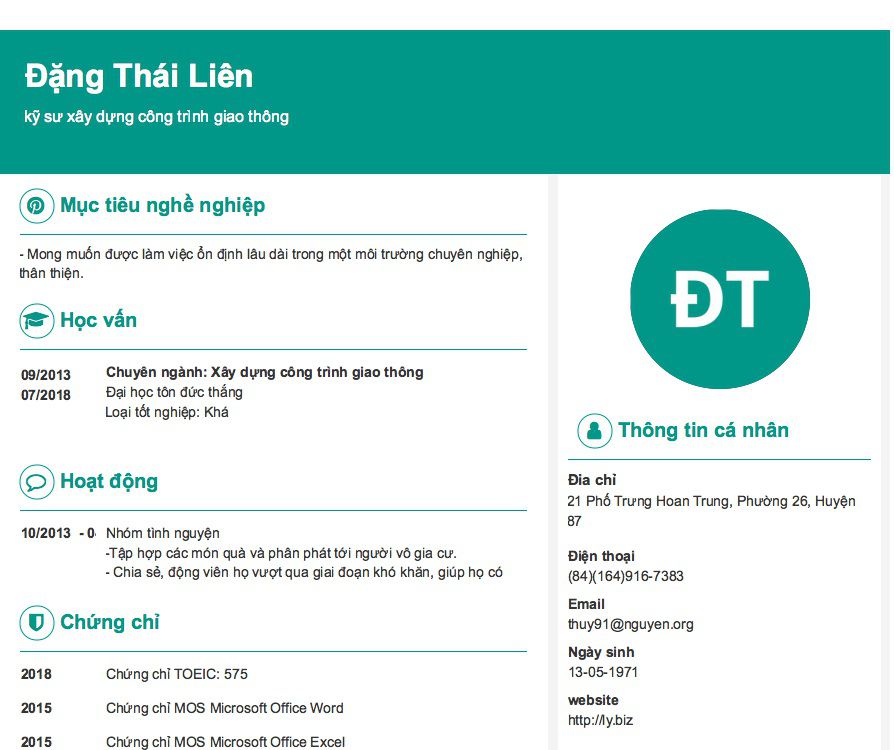 Đặng Thái Liên
kỹ sư xây dựng công trình giao thông
Mục tiêu nghề nghiệp
- Mong muốn được làm việc ổn định lâu dài trong một môi trường chuyên nghiệp,
thân thiện.
Học vấn
09/2013 Chuyên ngành: Xây dựng công trình giao thông
07/2018 Đại học tôn đức thắng
Loại tốt nghiệp: Khá
Hoạt động
10/2013 - 0 Nhóm tình nguyện
-Tập hợp các món quà và phân phát tới người vô gia cư.
- Chia sẻ, động viên họ vượt qua giai đoạn khó khăn, giúp họ có
Chứng chỉ
2018 Chứng chỉ TOEIC: 575
2015 Chứng chỉ MOS Microsoft Office Word
2015 Chứng chỉ MOS Microsoft Office Excel
ĐT
Thông tin cá nhân
Đia chỉ
21 Phố Trưng Hoan Trung, Phường 26, Huyện
87
Điện thoại
(84)(164)916-7383
Email
thuy91@nguyen.org
Ngày sinh
13-05-1971
website
http://ly.biz